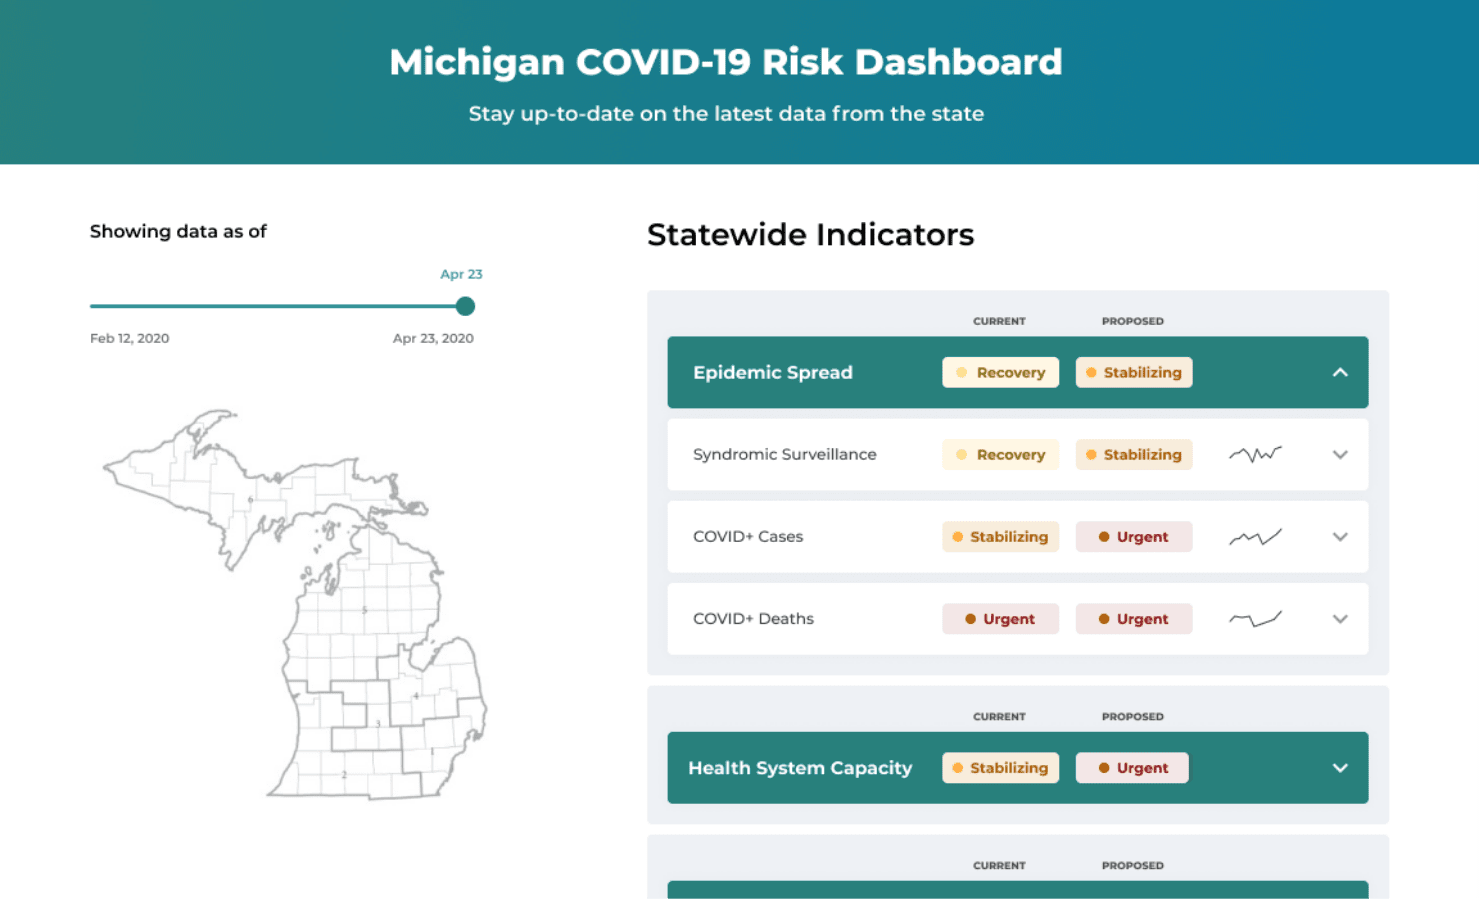 Michigan COVID-19 Risk Dashboard
Stay up-to-date on the latest data from the state
Showing data as of
Apr 23
Feb 12, 2020 Apr 23, 2020
6
5
4
3
1
2
Statewide Indicators
CURRENT PROPOSED
Epidemic Spread Recovery Stabilizing
Syndromic Surveillance Recovery Stabilizing
COVID+ Cases Stabilizing Urgent
COVID+ Deaths Urgent Urgent
CURRENT PROPOSED
Health System Capacity Stabilizing Urgent
CURRENT PROPOSED